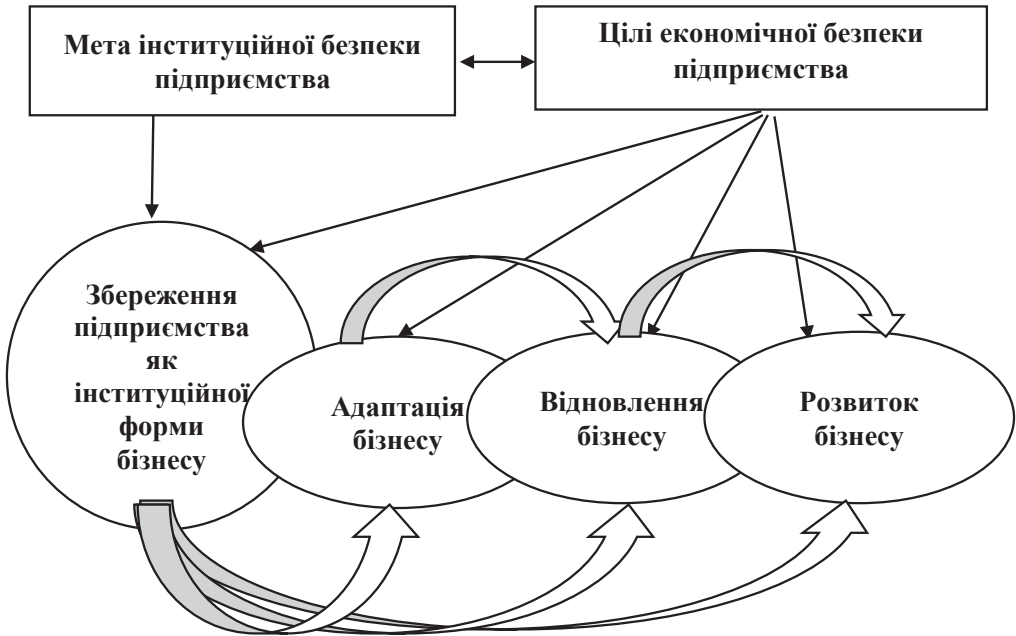 Мета інституційної безпеки
підприємства
Цілі економічної безпеки
підприємства
Збереження
підприємства
як
інституційної
форми
бізнесу
Адаптація
бізнесу
Відновлення
бізнесу
Розвиток
бізнесу